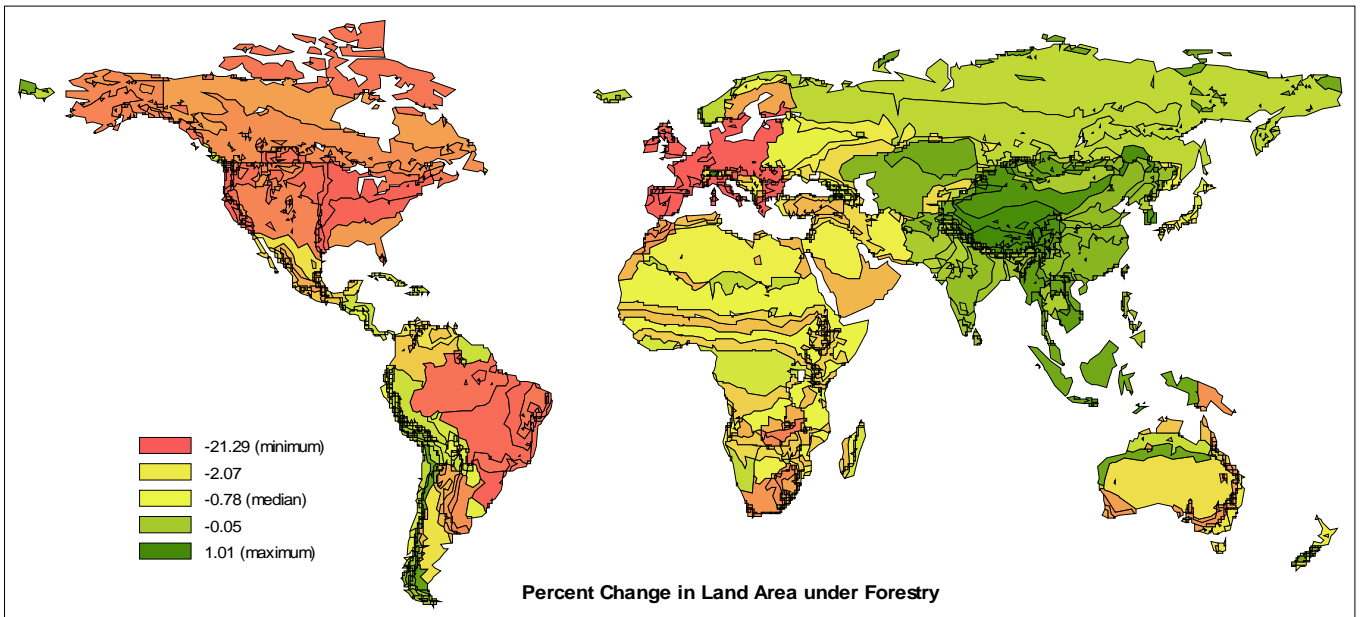 -21.29 (minimum)
-2.07
-0.78 (median)
-0.05
1.01 (maximum)
Percent Change in Land Area under Forestry